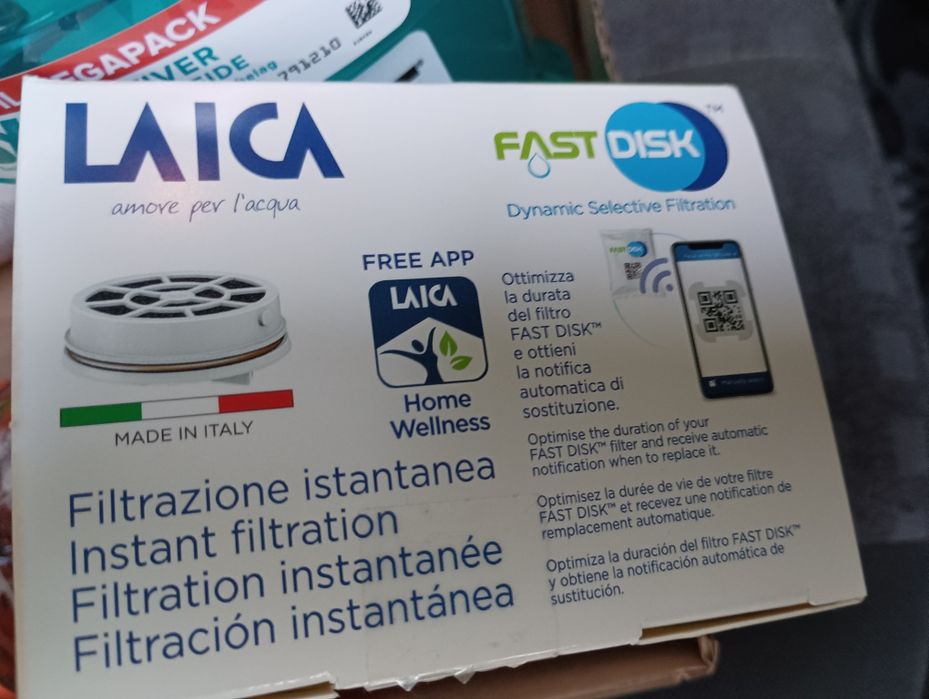 EGAPACK
791210
LAICA
amore per l'acqua
FAST DISK™
Dynamic Selective Filtration
FREE APP
LAICA
Home
Wellness
MADE IN ITALY
Ottimizza
la durata
del filtro
FAST DISK™
e ottieni
la notifica
automatica di
sostituzione.
FAST DISK
Optimise the duration of your
FAST DISK™ filter and receive automatic
notification when to replace it.
Optimisez la durée de vie de votre filtre
FAST DISK™ et recevez une notification de
remplacement automatique.
Optimiza la duración del filtro FAST DISK™
y obtiene la notificación automática de
sustitución.
Filtrazione istantanea
Instant filtration
Filtration instantanée
Filtración instantánea